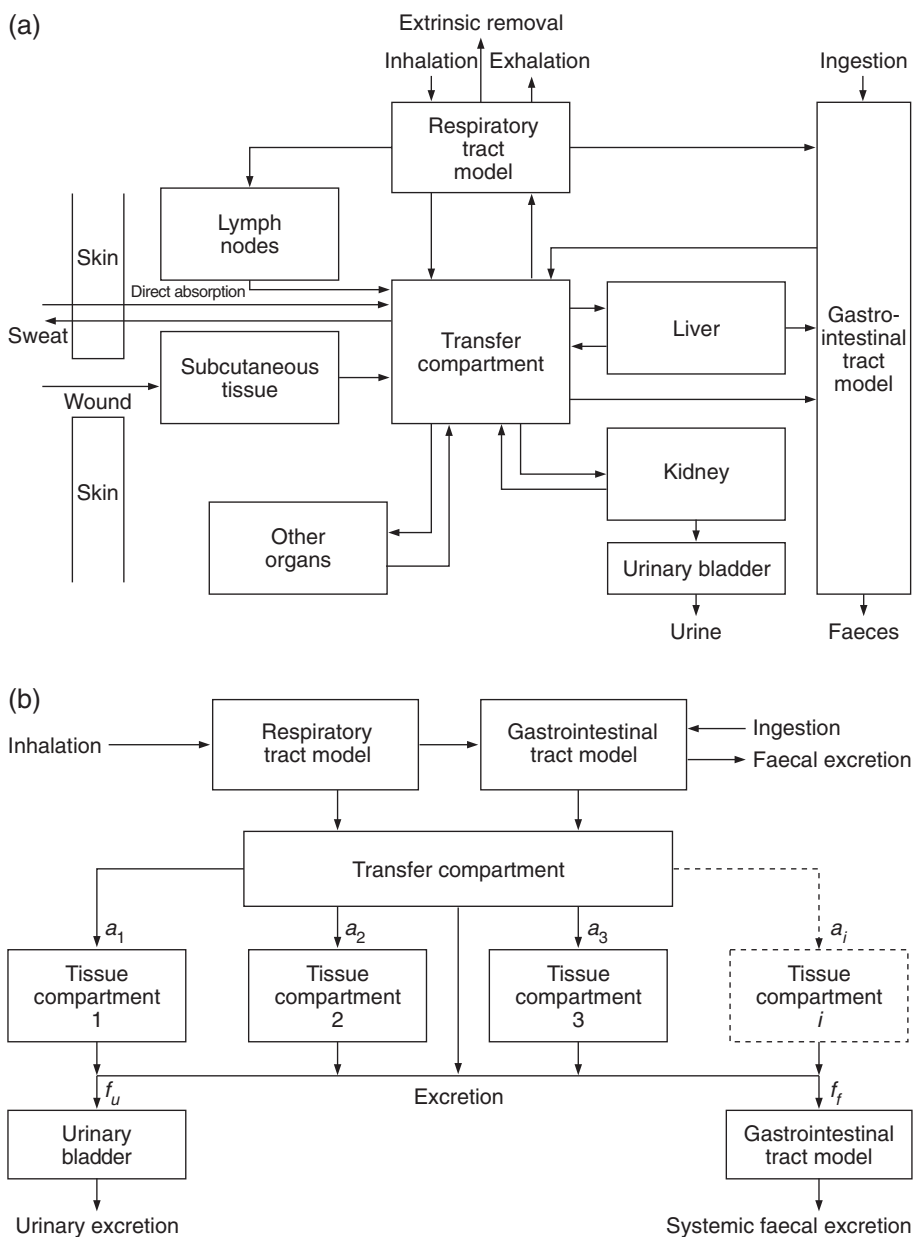 (a)
Extrinsic removal
Inhalation
Exhalation
Ingestion
Respiratory
tract
model
Lymph
nodes
Skin
Direct absorption
Sweat
Transfer
compartment
Liver
Gastro-
intestinal
tract
model
Subcutaneous
tissue
Wound
Skin
Kidney
Other
organs
Urinary bladder
Urine
Faeces
(b)
Inhalation
Respiratory
tract model
Gastrointestinal
tract model
Ingestion
Faecal excretion
Transfer compartment
a1
a2
a3
ai
Tissue
compartment
1
Tissue
compartment
2
Tissue
compartment
3
Tissue
compartment
i
fu
Excretion
ff
Urinary
bladder
Gastrointestinal
tract model
Urinary excretion
Systemic faecal excretion